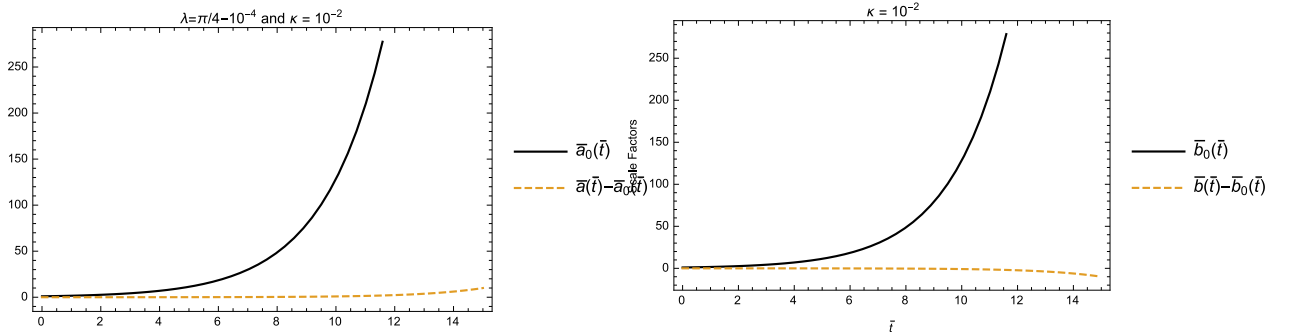 λ=π/4–10⁻⁴ and κ = 10⁻²
250
200
150
100
50
0
0 2 4 6 8 10 12 14
ā₀(t̄)
ā(t̄)–ā₀(t̄)
κ = 10⁻²
250
200
150
100
50
0
0 2 4 6 8 10 12 14
t̄
Factors
b̄₀(t̄)
b̄(t̄)–b̄₀(t̄)